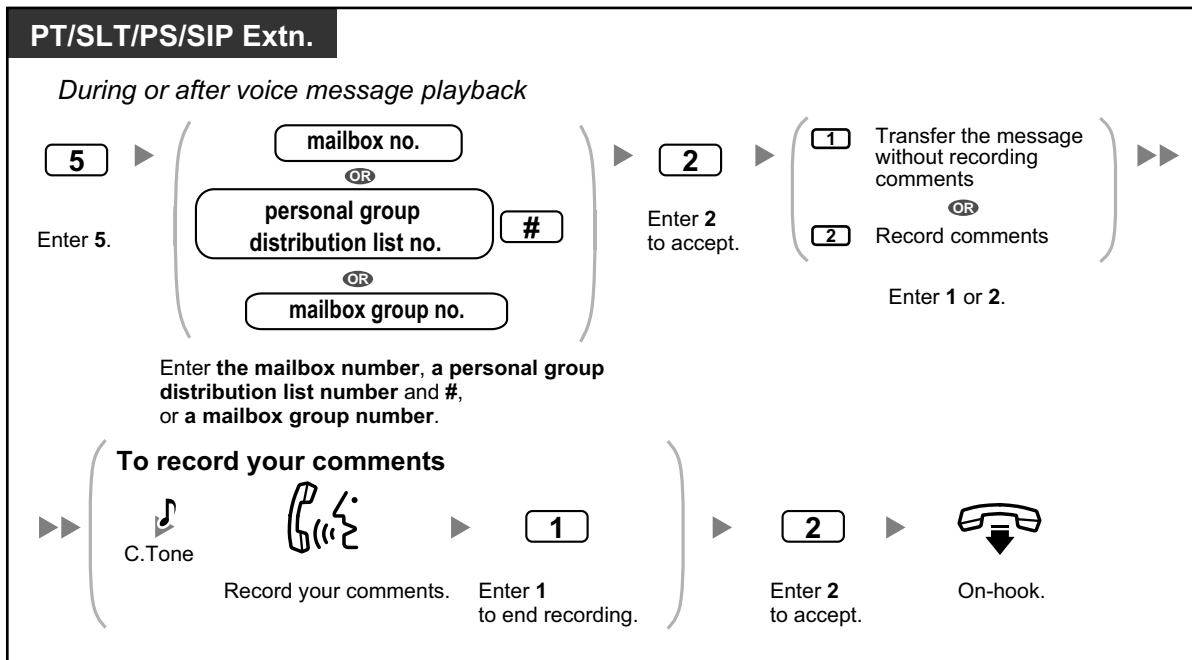 PT/SLT/PS/SIP Extn.
During or after voice message playback
5
Enter 5.
mailbox no.
OR
personal group
distribution list no.
#
OR
mailbox group no.
Enter the mailbox number, a personal group
distribution list number and #,
or a mailbox group number.
2
Enter 2
to accept.
1 Transfer the message
without recording
comments
OR
2 Record comments
Enter 1 or 2.
To record your comments
C.Tone
Record your comments.
1
Enter 1
to end recording.
2
Enter 2
to accept.
On-hook.